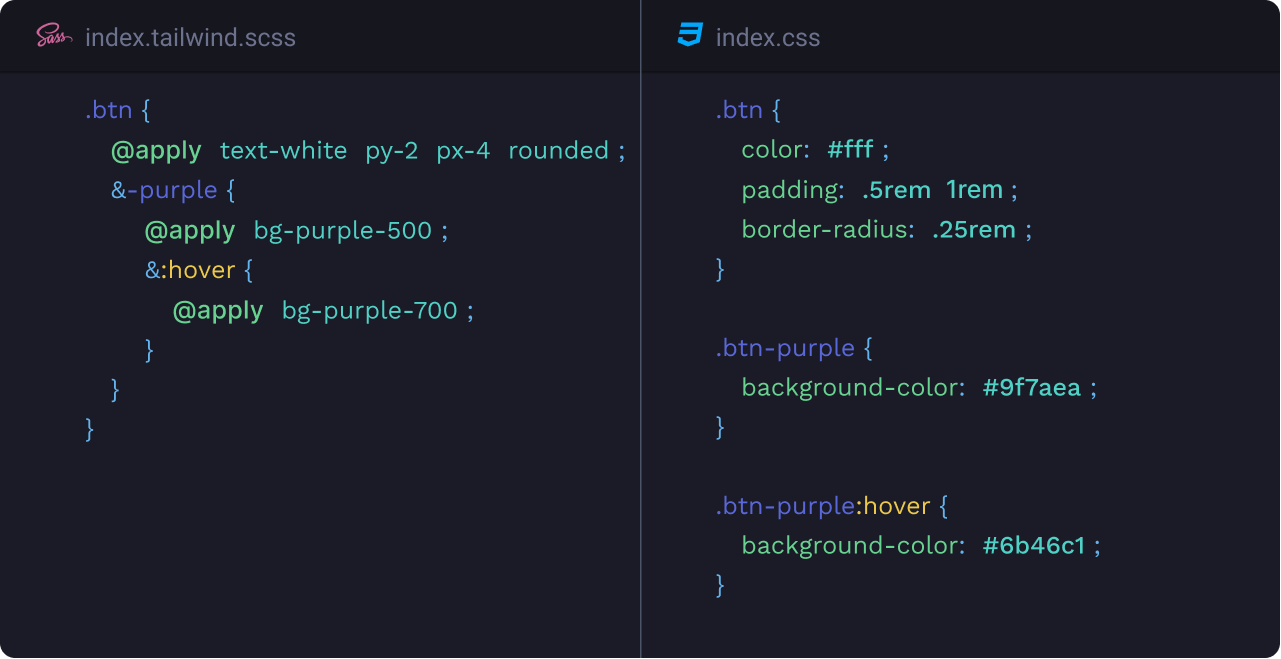 Sass index.tailwind.scss
.btn {
@apply text-white py-2 px-4 rounded ;
&-purple {
@apply bg-purple-500 ;
&:hover {
@apply bg-purple-700 ;
}
}
}
index.css
.btn {
color: #fff ;
padding: .5rem 1rem ;
border-radius: .25rem ;
}
.btn-purple {
background-color: #9f7aea ;
}
.btn-purple:hover {
background-color: #6b46c1 ;
}